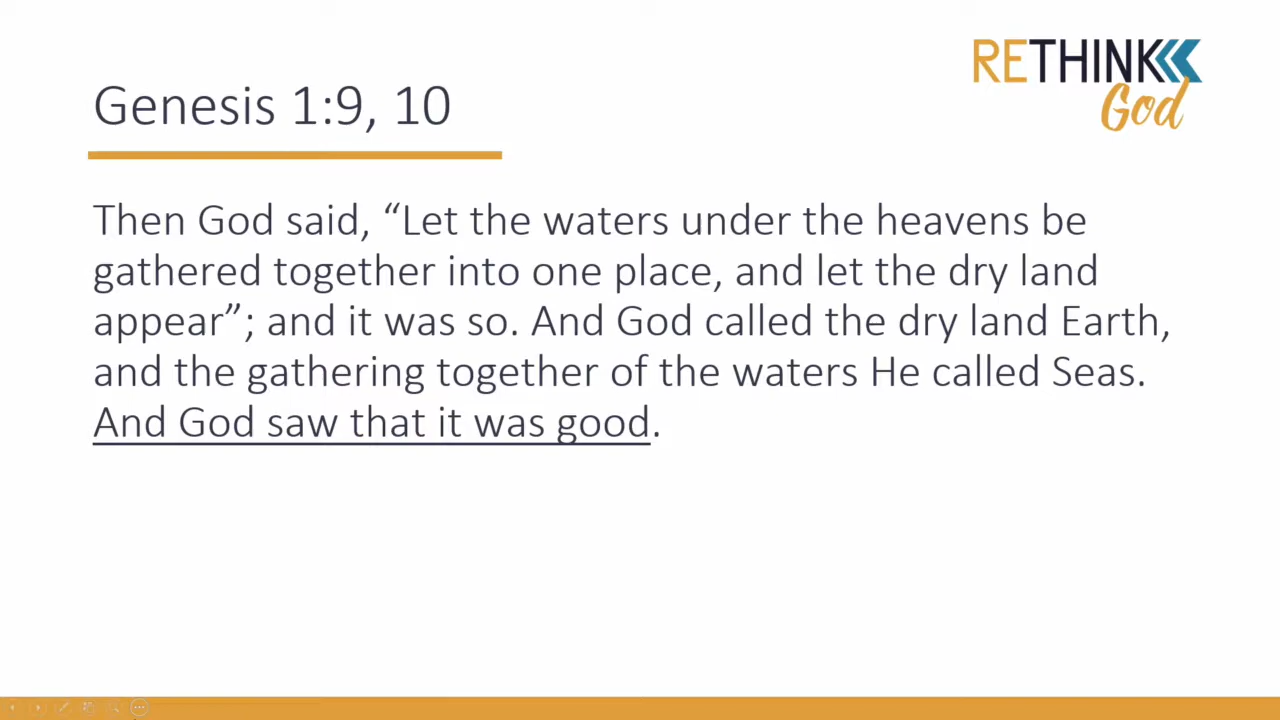 RETHINK
God
Genesis 1:9, 10
Then God said, “Let the waters under the heavens be
gathered together into one place, and let the dry land
appear”; and it was so. And God called the dry land Earth,
and the gathering together of the waters He called Seas.
And God saw that it was good.